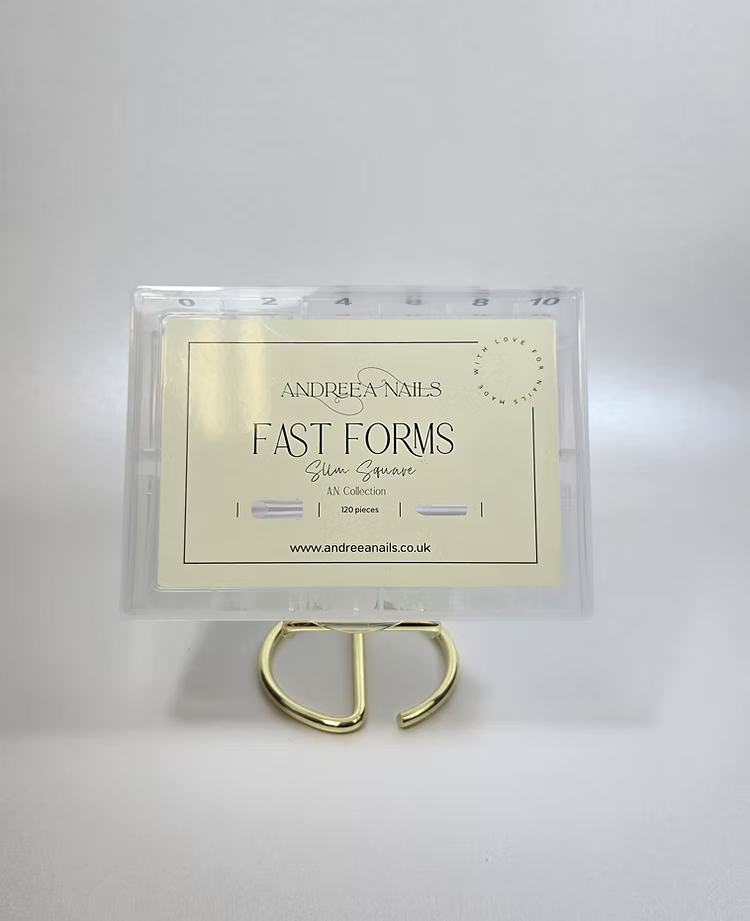 0 2 4 6 8 10
MADE WITH LOVE FOR NAILS
ANDREEA NAILS
FAST FORMS
Slim Square
AN Collection
120 pieces
www.andreeanails.co.uk